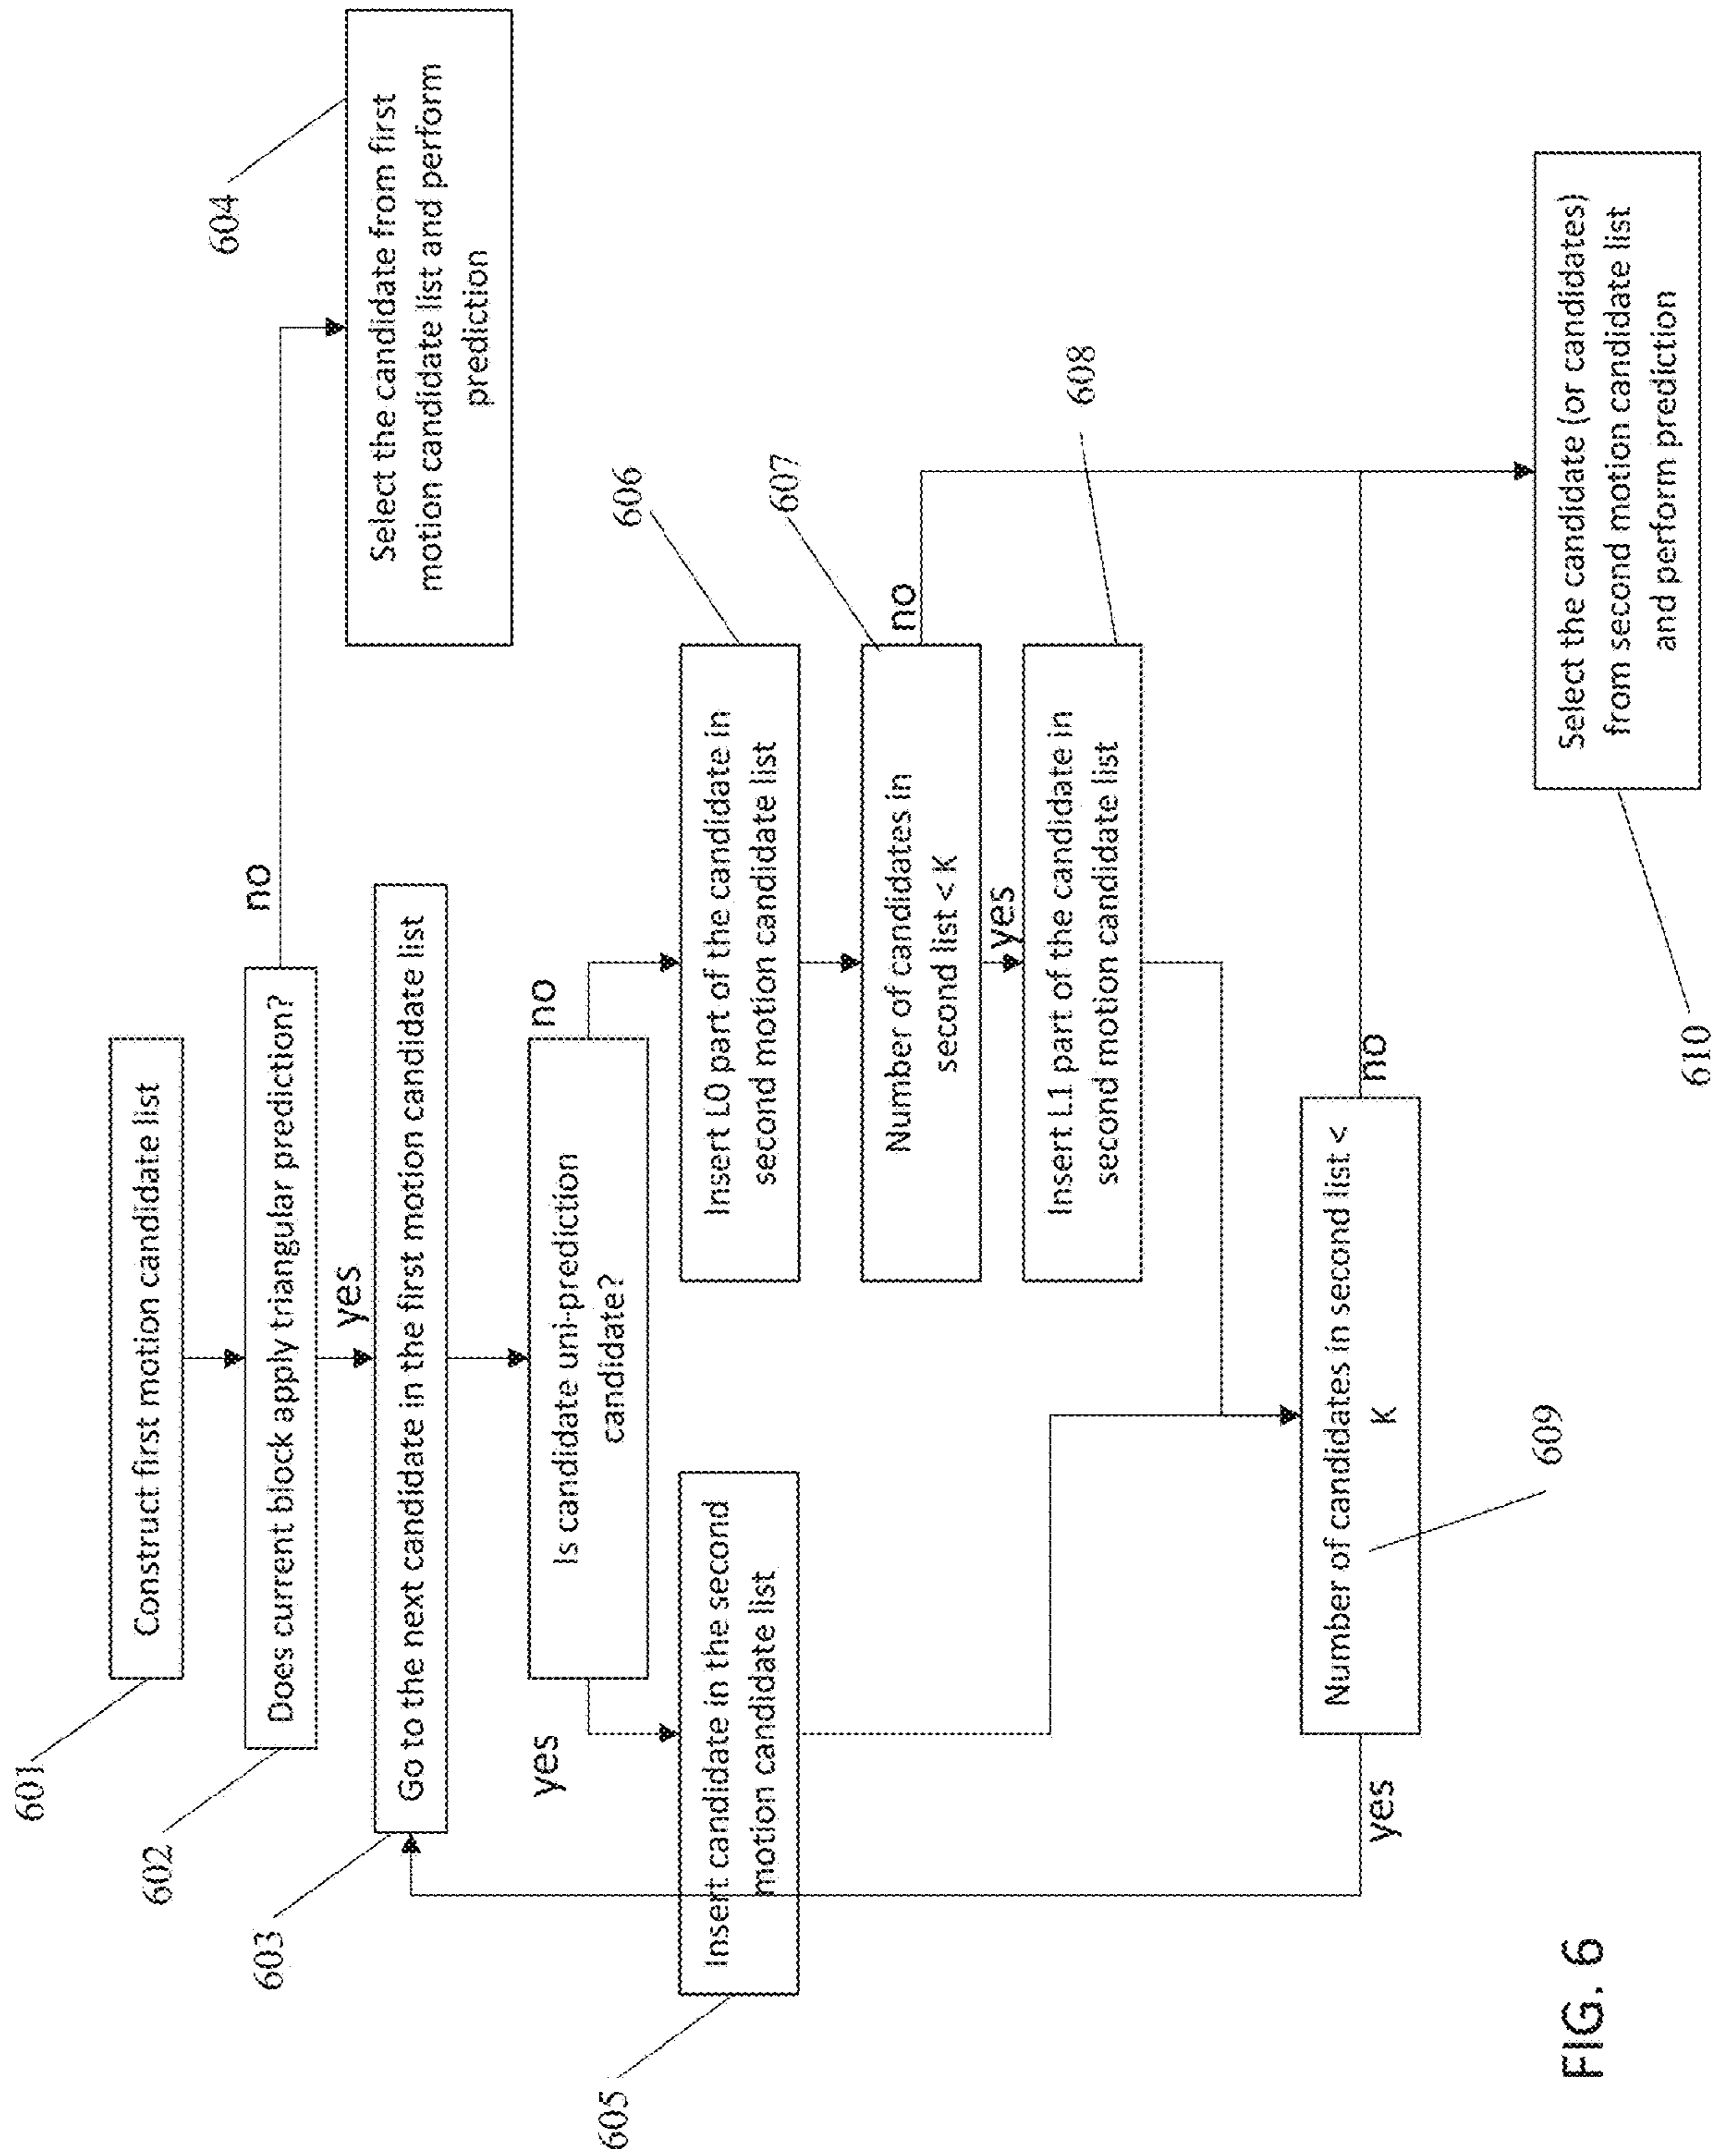 601
Construct first motion candidate list
602
Does current block apply triangular prediction?
no
yes
604
Select the candidate from first
motion candidate list and perform
prediction
603
Go to the next candidate in the first motion candidate list
Is candidate uni-prediction
candidate?
yes
no
605
Insert candidate in the second
motion candidate list
606
Insert L0 part of the candidate in
second motion candidate list
607
Number of candidates in
second list < K
no
yes
608
Insert L1 part of the candidate in
second motion candidate list
609
Number of candidates in second list <
K
yes
no
610
Select the candidate (or candidates)
from second motion candidate list
and perform prediction
FIG. 6